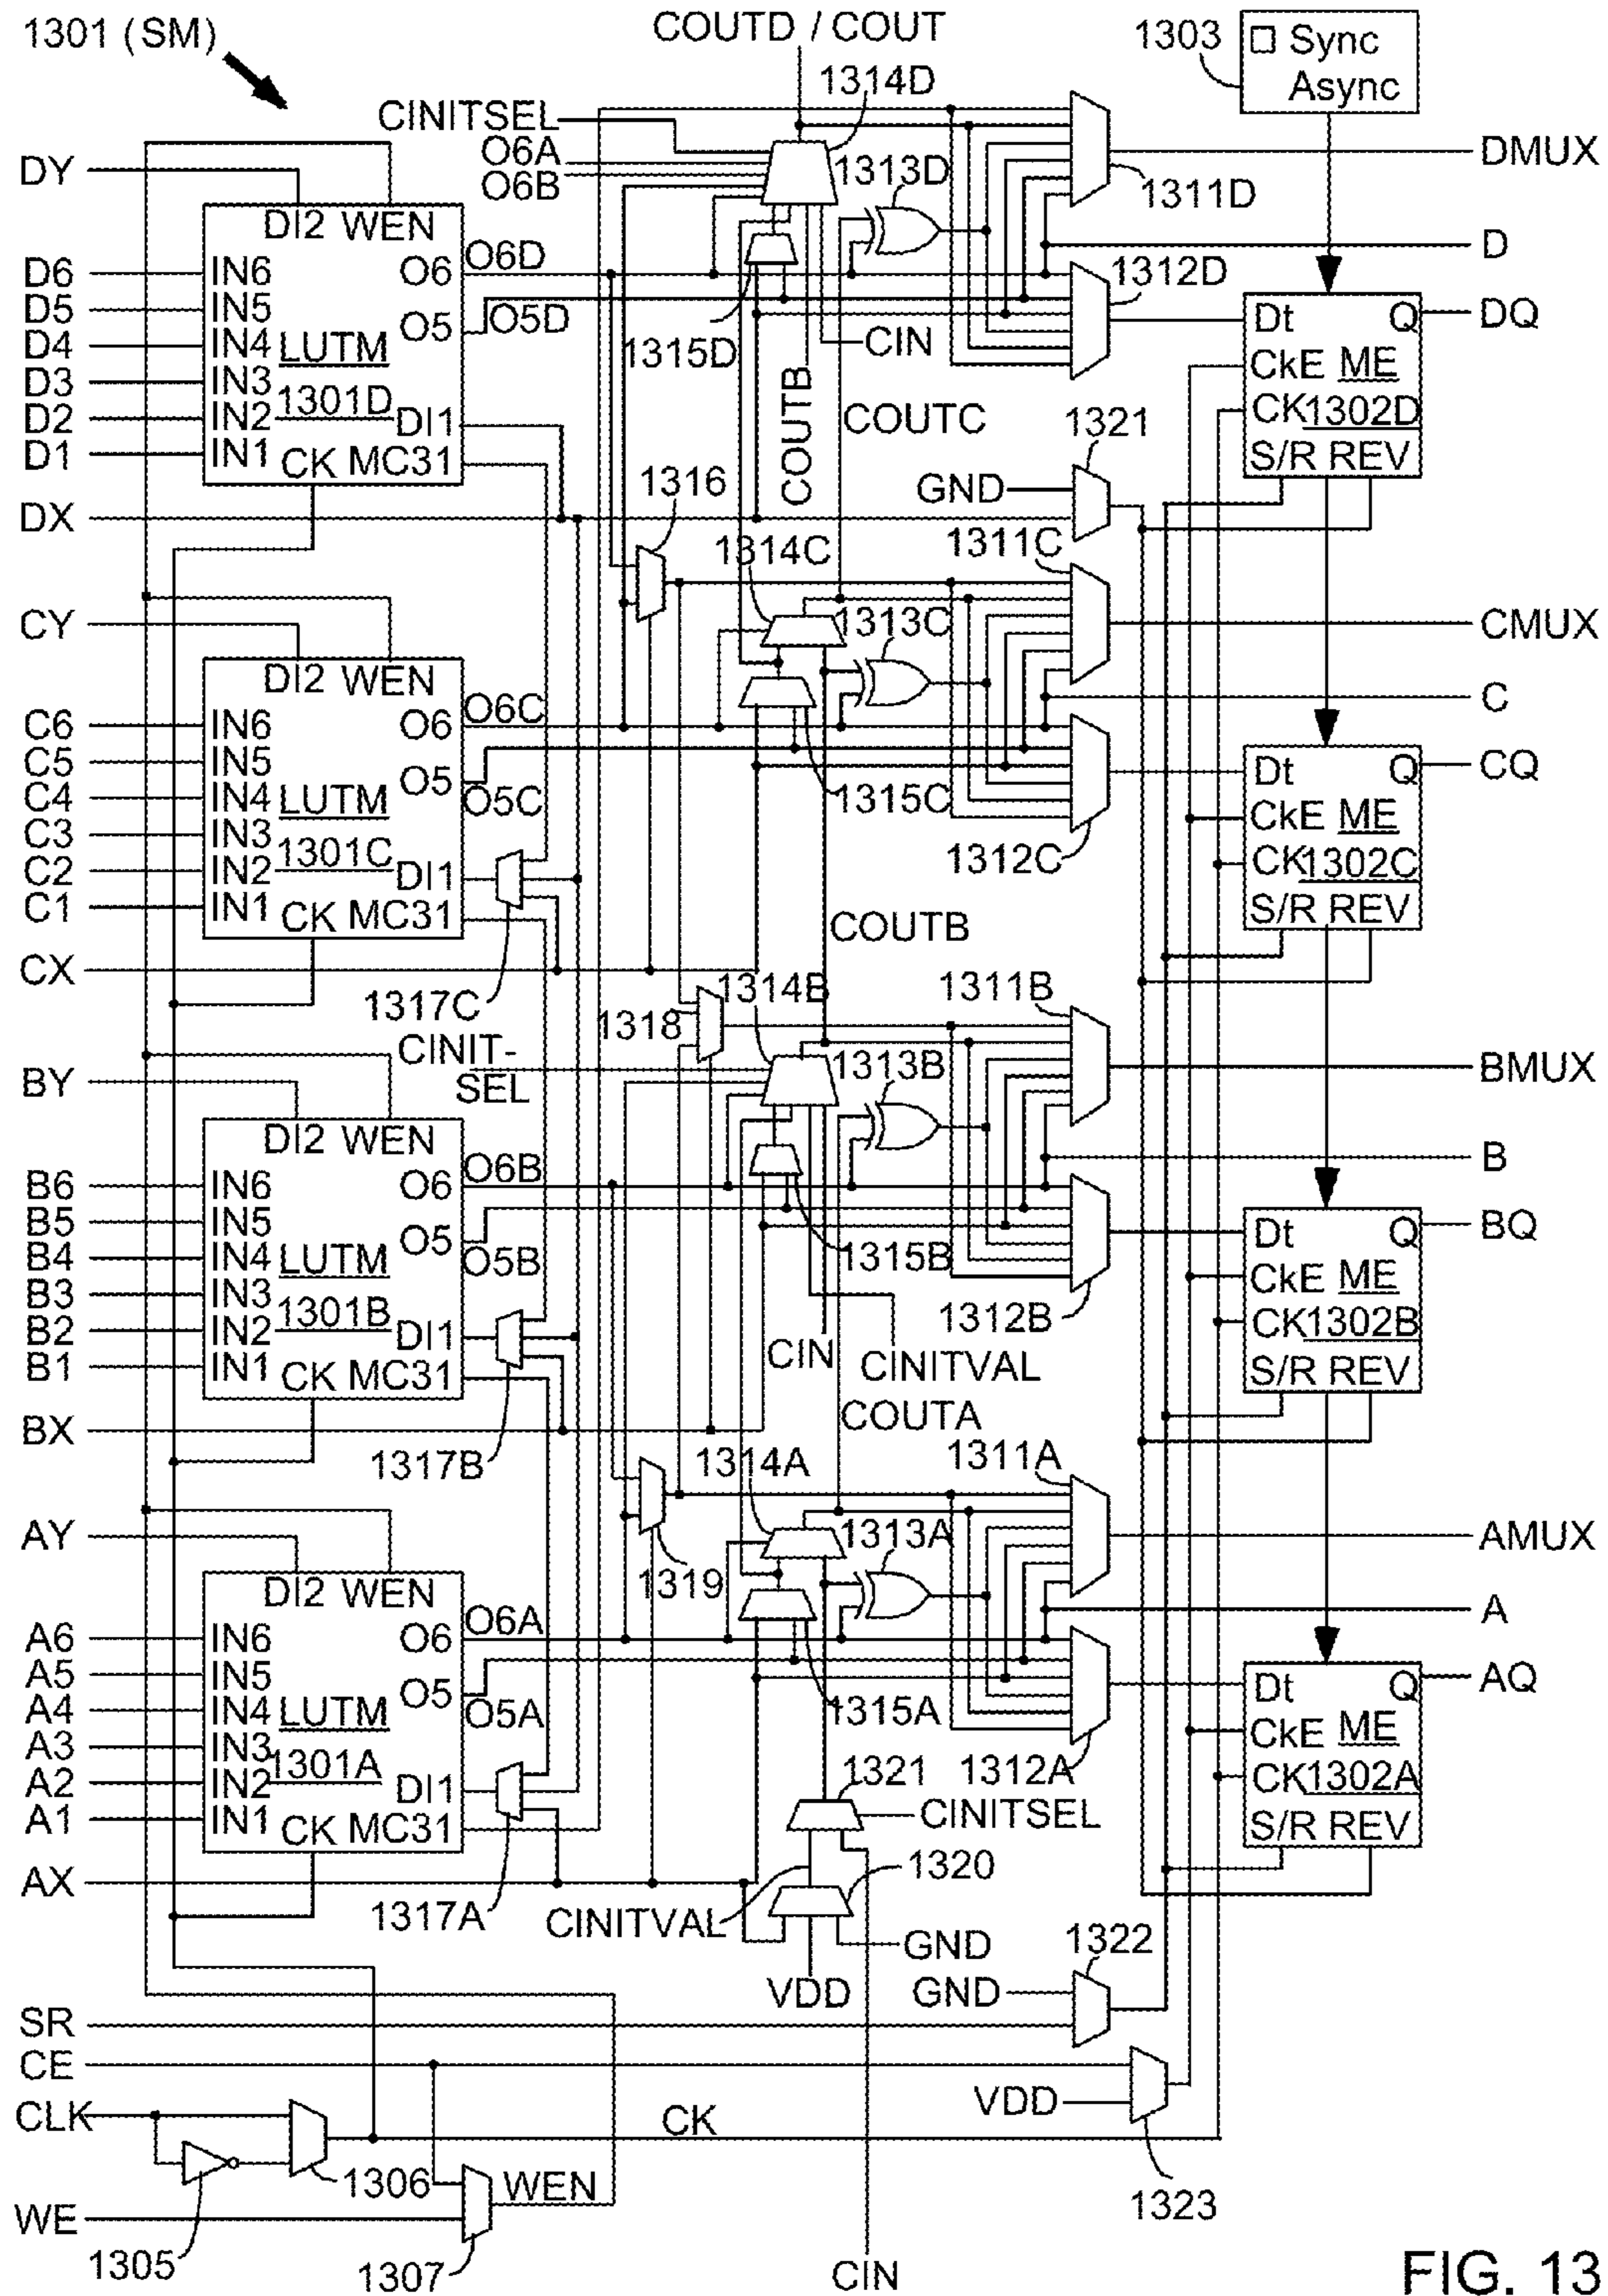 1301 (SM)
COUTD / COUT
1303
Sync
Async
1314D
CINITSEL
O6A
O6B
1313D
DMUX
1311D
DY
DI2 WEN
D
D6
D5
D4
D3
D2
D1
IN6
IN5
IN4
IN3
IN2
IN1
LUTM
1301D
O6
O5
DI1
CK MC31
O6D
O5D
1315D
CIN
COUTB
COUTC
1312D
Dt Q
CkE ME
CK 1302D
S/R REV
DQ
1321
GND
DX
1316
1314C
1311C
CMUX
CY
DI2 WEN
1313C
C
C6
C5
C4
C3
C2
C1
IN6
IN5
IN4
IN3
IN2
IN1
LUTM
1301C
O6
O5
DI1
CK MC31
O6C
O5C
1315C
1312C
Dt Q
CkE ME
CK 1302C
S/R REV
CQ
COUTB
CX
1317C
1314B
1318
1311B
CINIT-
SEL
1313B
BMUX
BY
DI2 WEN
B
B6
B5
B4
B3
B2
B1
IN6
IN5
IN4
IN3
IN2
IN1
LUTM
1301B
O6
O5
DI1
CK MC31
O6B
O5B
1315B
1312B
Dt Q
CkE ME
CK 1302B
S/R REV
BQ
CIN
CINITVAL
COUTA
BX
1317B
1314A
1311A
AMUX
AY
DI2 WEN
1313A
1319
A
A6
A5
A4
A3
A2
A1
IN6
IN5
IN4
IN3
IN2
IN1
LUTM
1301A
O6
O5
DI1
CK MC31
O6A
O5A
1315A
1312A
Dt Q
CkE ME
CK 1302A
S/R REV
AQ
1321
CINITSEL
1320
AX
1317A
CINITVAL
GND
VDD
1322
GND
SR
CE
VDD
CLK
CK
1306
WEN
1323
WE
1305
1307
CIN
FIG. 13